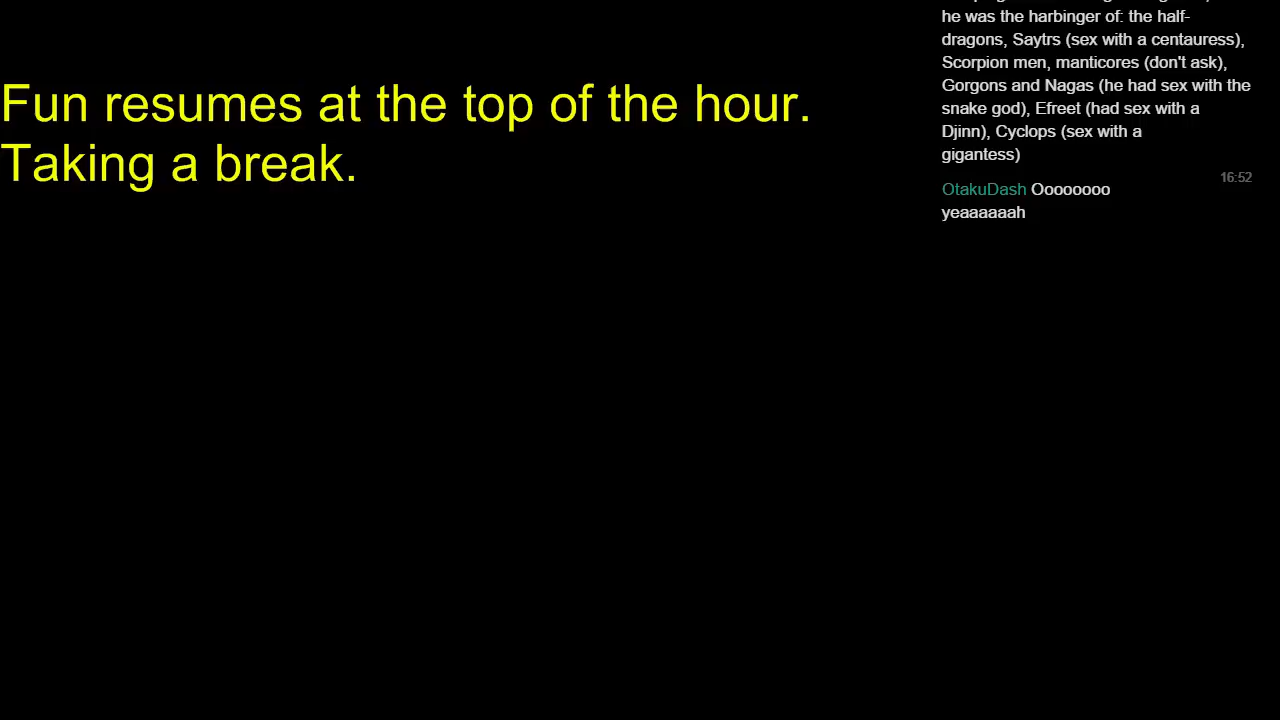 Fun resumes at the top of the hour.
Taking a break.
he was the harbinger of: the half-
dragons, Saytrs (sex with a centauress),
Scorpion men, manticores (don't ask),
Gorgons and Nagas (he had sex with the
snake god), Efreet (had sex with a
Djinn), Cyclops (sex with a
gigantess)
16:52
OtakuDash Oooooooo
yeaaaaaah